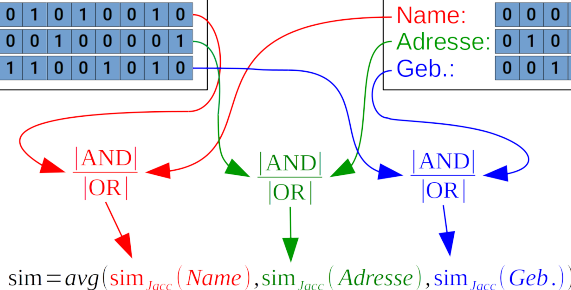 0 1 0 1 0 0 1 0 Name: 0 0 0
0 0 1 0 0 0 0 1 Adresse: 0 1 0
1 1 0 0 1 0 1 0 Geb.: 0 0 1
|AND| |AND| |AND|
|OR| |OR| |OR|
sim=avg(sim_Jacc(Name),sim_Jacc(Adresse),sim_Jacc(Geb.))